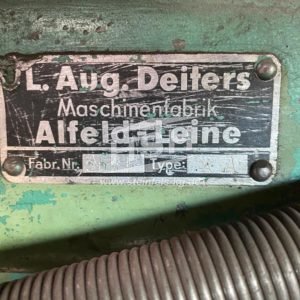 L. Aug. Deiters
Maschinenfabrik
Alfeld-Leine
Fabr. Nr. Type: